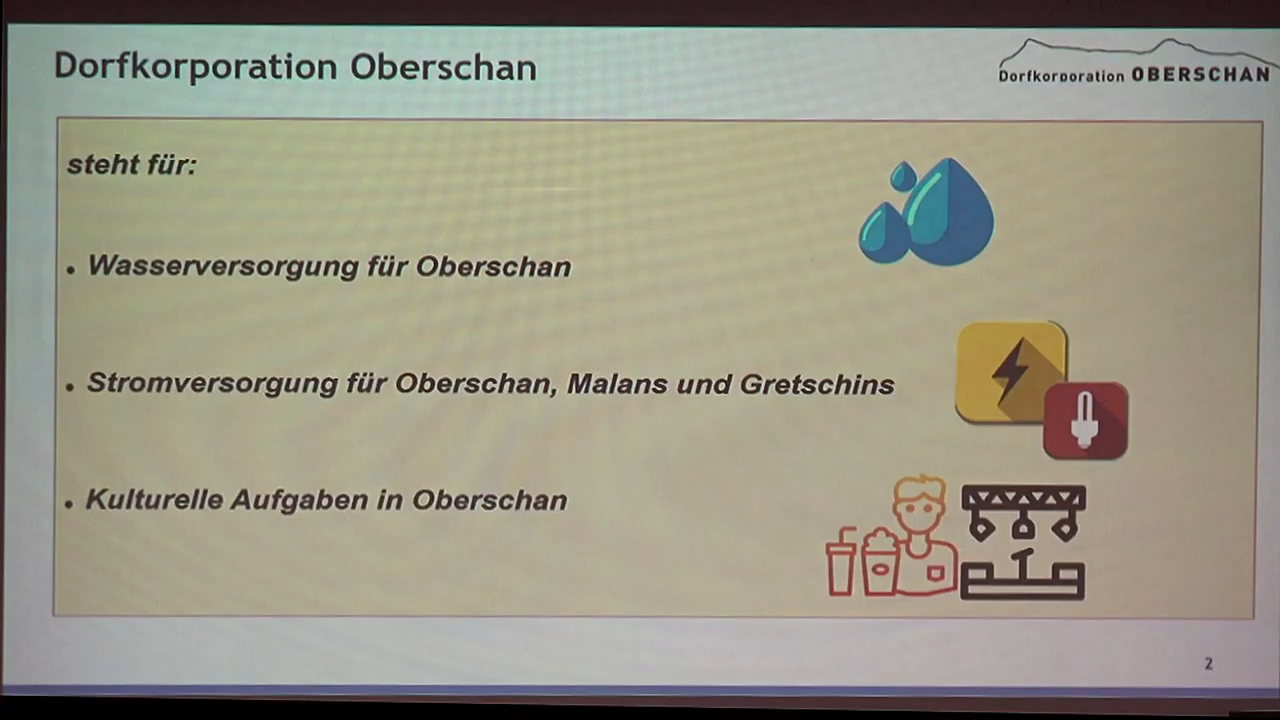 Dorfkorporation Oberschan
Dorfkorporation OBERSCHAN
steht für:
• Wasserversorgung für Oberschan
• Stromversorgung für Oberschan, Malans und Gretschins
• Kulturelle Aufgaben in Oberschan
2